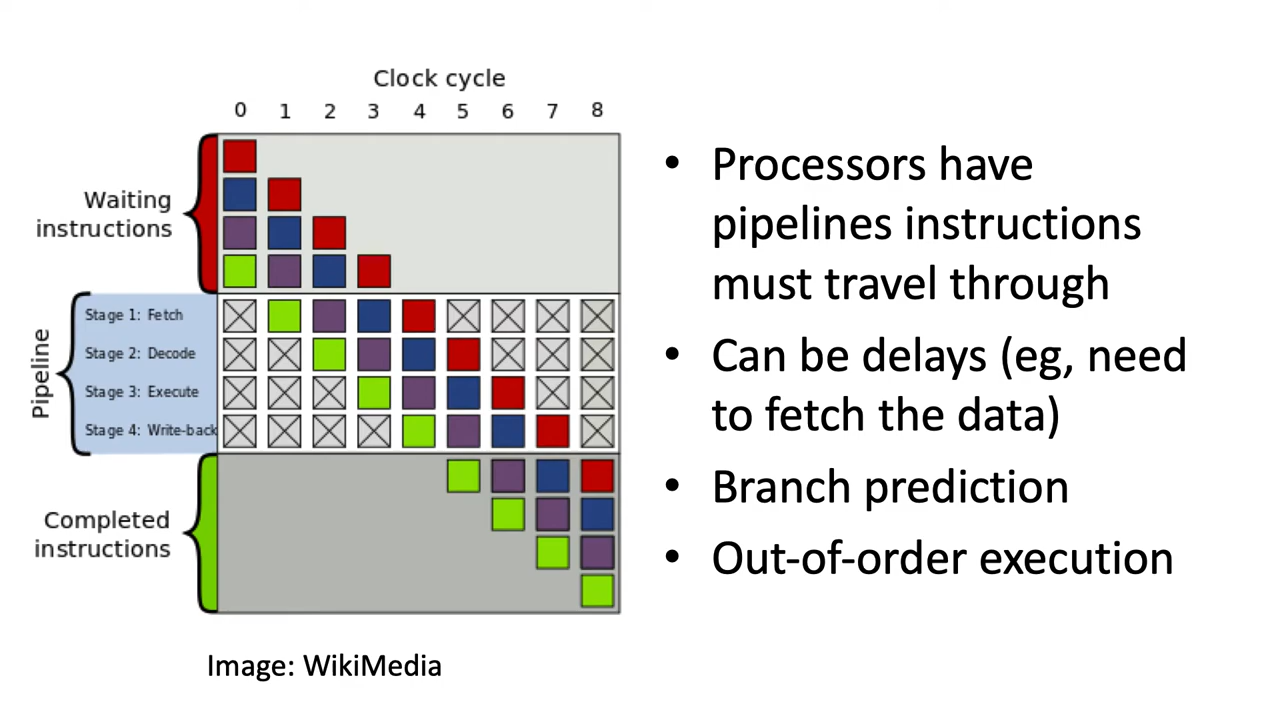 Clock cycle
0 1 2 3 4 5 6 7 8
Waiting
instructions
Pipeline
Stage 1: Fetch
Stage 2: Decode
Stage 3: Execute
Stage 4: Write-back
Completed
instructions
Image: WikiMedia
• Processors have
pipelines instructions
must travel through
• Can be delays (eg, need
to fetch the data)
• Branch prediction
• Out-of-order execution